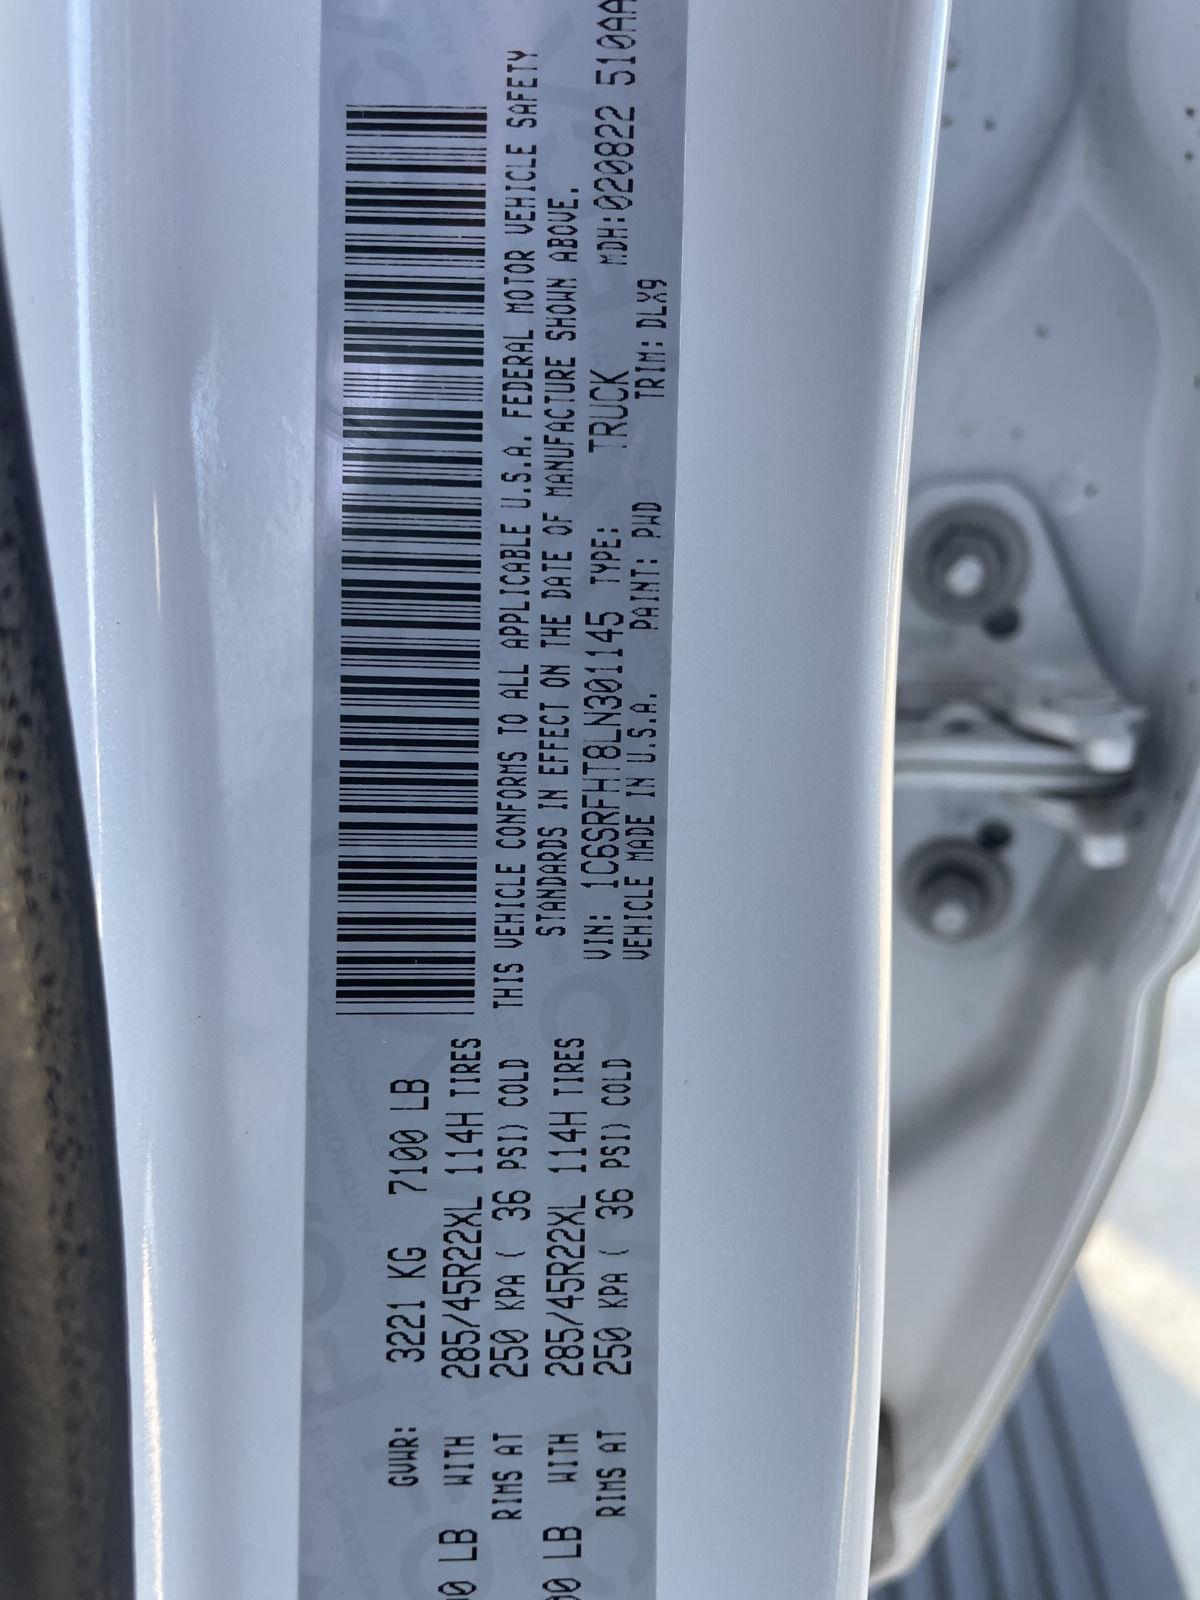 GVWR: 3221 KG 7100 LB
LB WITH 285/45R22XL 114H TIRES
RIMS AT 250 KPA ( 36 PSI) COLD
LB WITH 285/45R22XL 114H TIRES
RIMS AT 250 KPA ( 36 PSI) COLD
THIS VEHICLE CONFORMS TO ALL APPLICABLE U.S.A. FEDERAL MOTOR VEHICLE SAFETY
STANDARDS IN EFFECT ON THE DATE OF MANUFACTURE SHOWN ABOVE.
VIN: 1C6SRFHT8LN301145 TYPE: TRUCK MDH:020822 510AA
VEHICLE MADE IN U.S.A. PAINT: PWD TRIM: DLX9